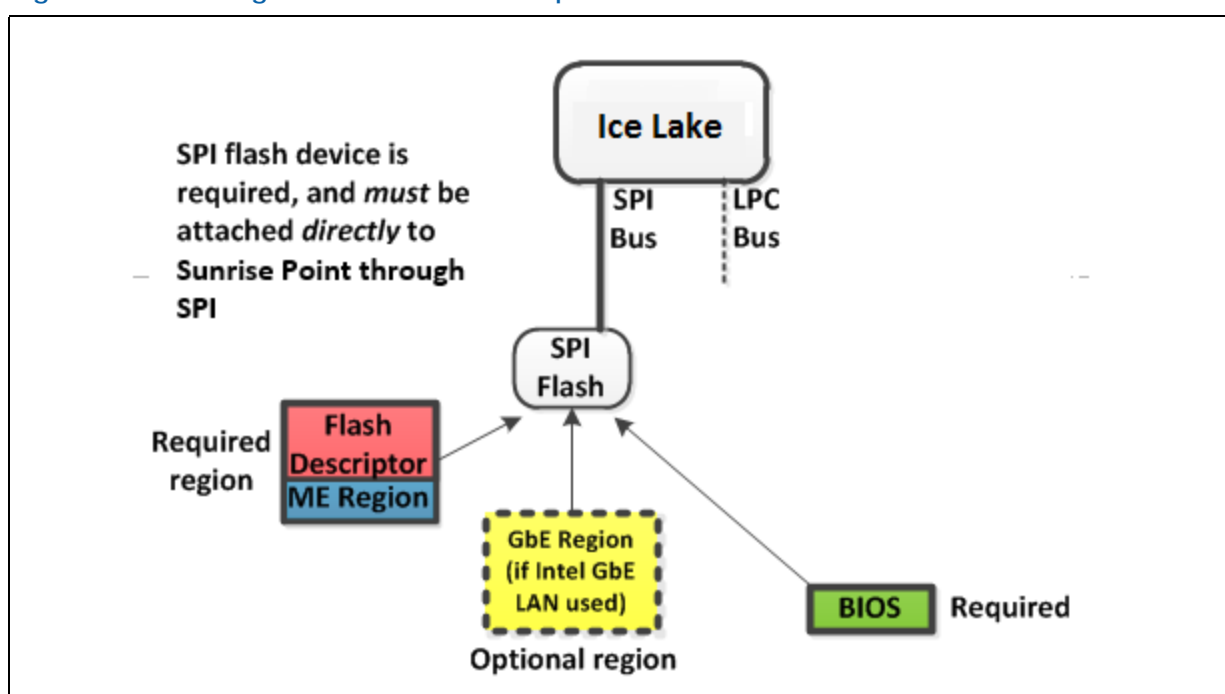 Ice Lake
SPI flash device is
required, and must be
attached directly to
Sunrise Point through
SPI
SPI
Bus
LPC
Bus
SPI
Flash
Required
region
Flash
Descriptor
ME Region
GbE Region
(if Intel GbE
LAN used)
Optional region
BIOS
Required